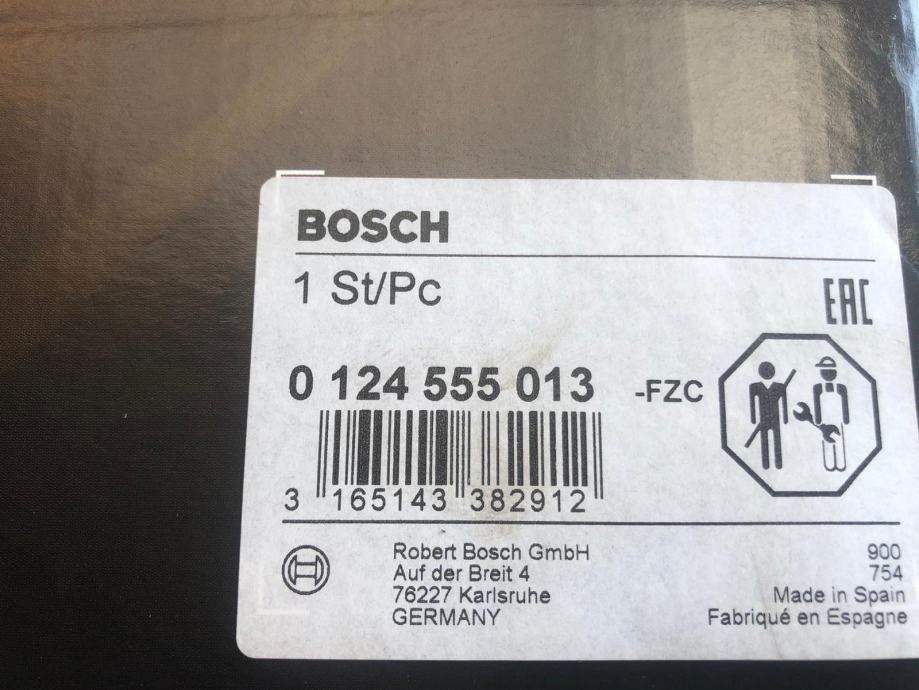 BOSCH
1 St/Pc
EAC
0 124 555 013 -FZC
3 165143 382912
Robert Bosch GmbH 900
Auf der Breit 4 754
76227 Karlsruhe Made in Spain
GERMANY Fabriqué en Espagne